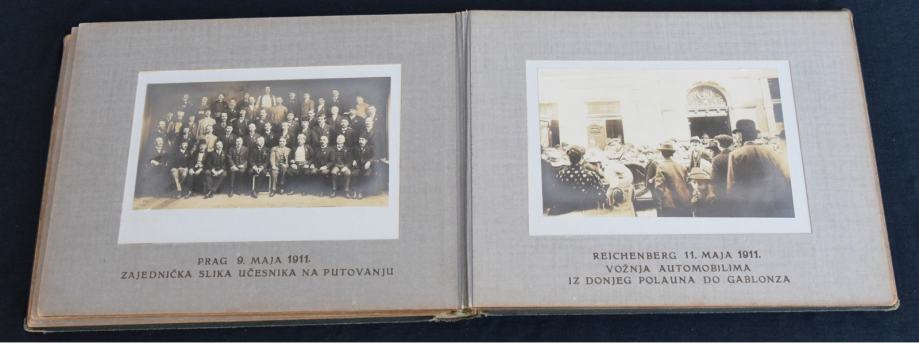 PRAG 9. MAJA 1911.
ZAJEDNIČKA SLIKA UČESNIKA NA PUTOVANJU
REICHENBERG 11. MAJA 1911.
VOŽNJA AUTOMOBILIMA
IZ DONJEG POLAUNA DO GABLONZA